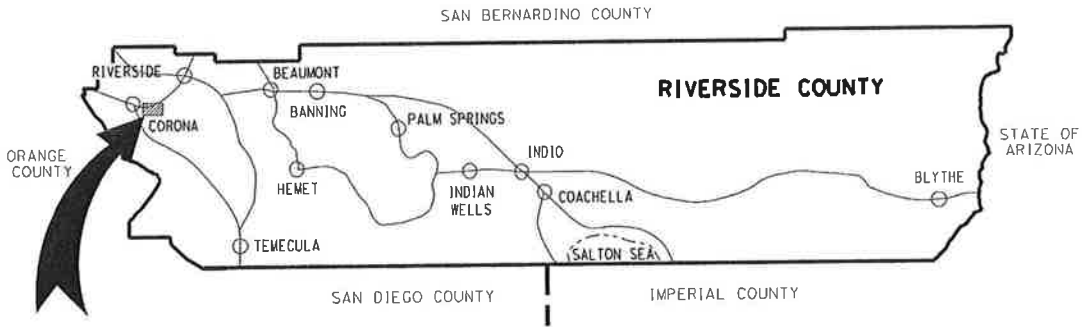 SAN BERNARDINO COUNTY
RIVERSIDE
BEAUMONT
RIVERSIDE COUNTY
BANNING
CORONA
PALM SPRINGS
STATE OF
ARIZONA
ORANGE
COUNTY
HEMET
INDIO
INDIAN
WELLS
COACHELLA
BLYTHE
TEMECULA
SALTON SEA
SAN DIEGO COUNTY
IMPERIAL COUNTY